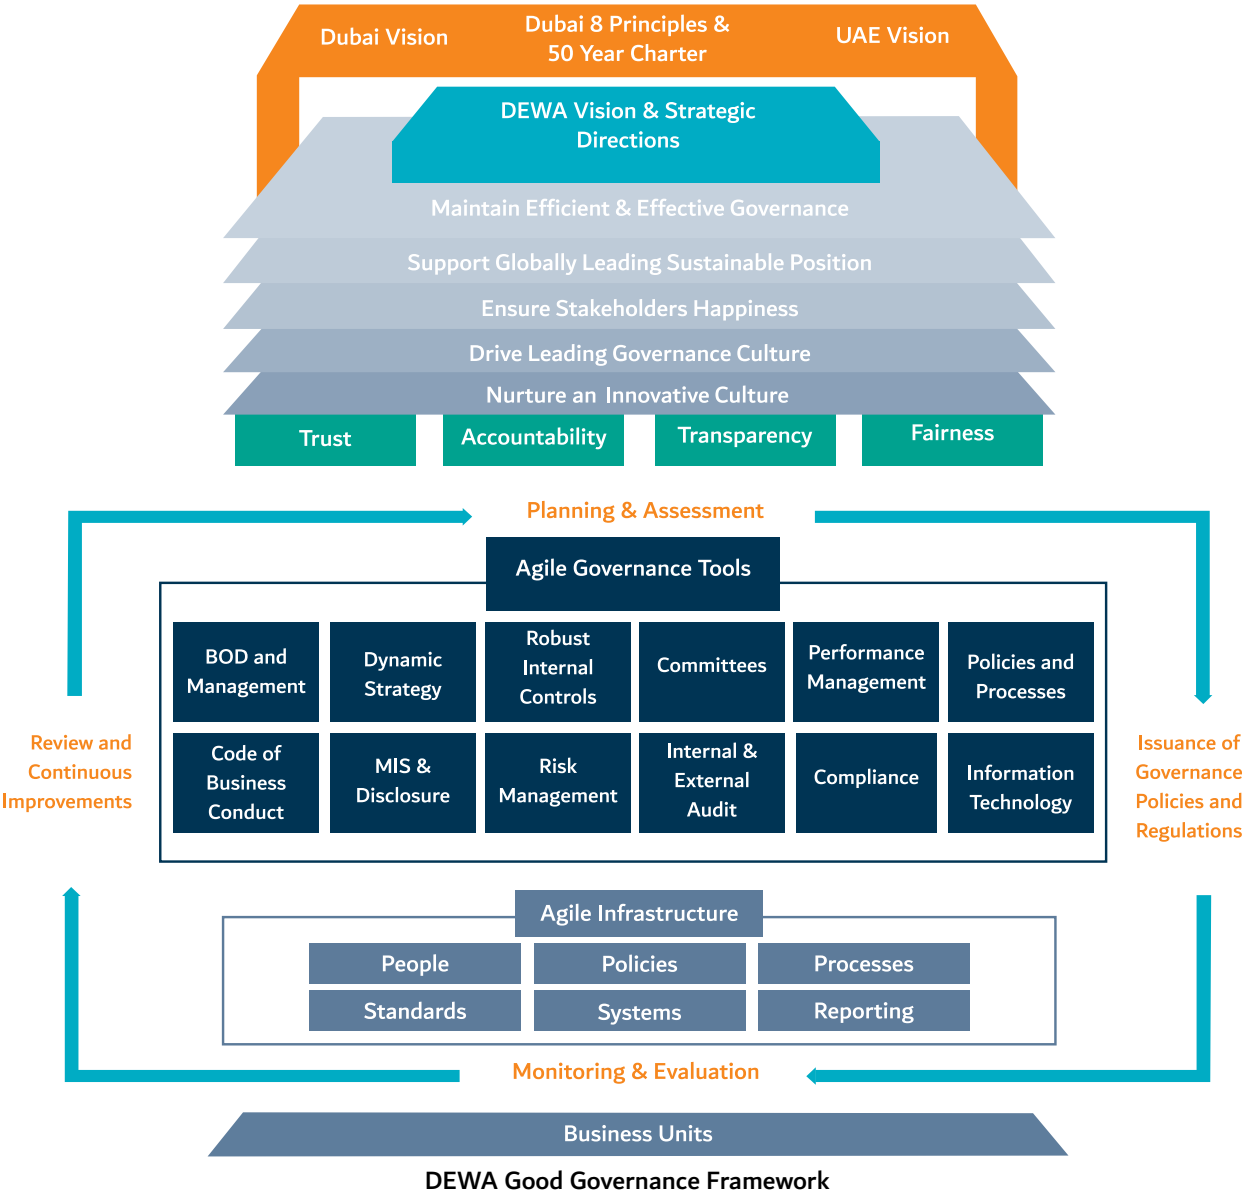 Dubai Vision
Dubai 8 Principles &
50 Year Charter
UAE Vision
DEWA Vision & Strategic
Directions
Maintain Efficient & Effective Governance
Support Globally Leading Sustainable Position
Ensure Stakeholders Happiness
Drive Leading Governance Culture
Nurture an Innovative Culture
Trust
Accountability
Transparency
Fairness
Planning & Assessment
Agile Governance Tools
BOD and
Management
Dynamic
Strategy
Robust
Internal
Controls
Committees
Performance
Management
Policies and
Processes
Code of
Business
Conduct
MIS &
Disclosure
Risk
Management
Internal &
External
Audit
Compliance
Information
Technology
Review and
Continuous
Improvements
Issuance of
Governance
Policies and
Regulations
Agile Infrastructure
People
Policies
Processes
Standards
Systems
Reporting
Monitoring & Evaluation
Business Units
DEWA Good Governance Framework